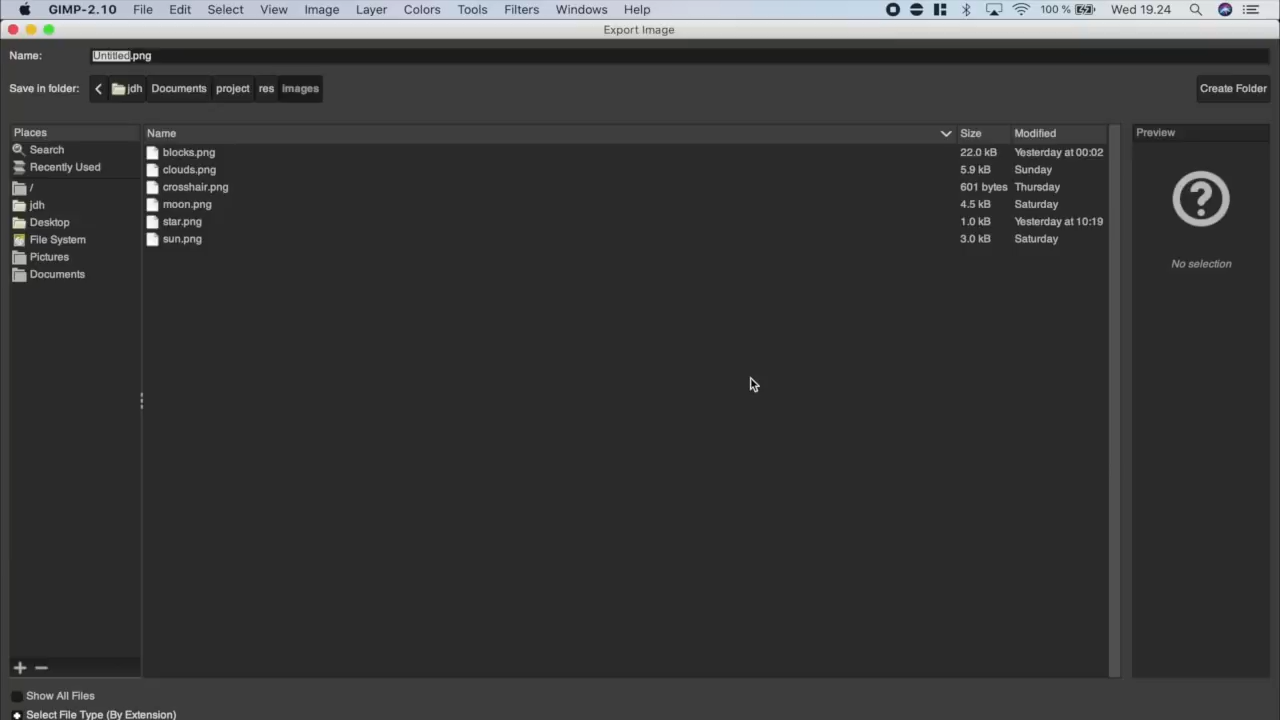 GIMP-2.10 File Edit Select View Image Layer Colors Tools Filters Windows Help 100 % Wed 19.24
Export Image
Name: Untitled.png
Save in folder: jdh Documents project res images Create Folder
Places Name Size Modified Preview
Search blocks.png 22.0 kB Yesterday at 00:02
Recently Used clouds.png 5.9 kB Sunday
/ crosshair.png 601 bytes Thursday
jdh moon.png 4.5 kB Saturday
Desktop star.png 1.0 kB Yesterday at 10:19
File System sun.png 3.0 kB Saturday
Pictures
No selection
Documents
Show All Files
Select File Type (By Extension)